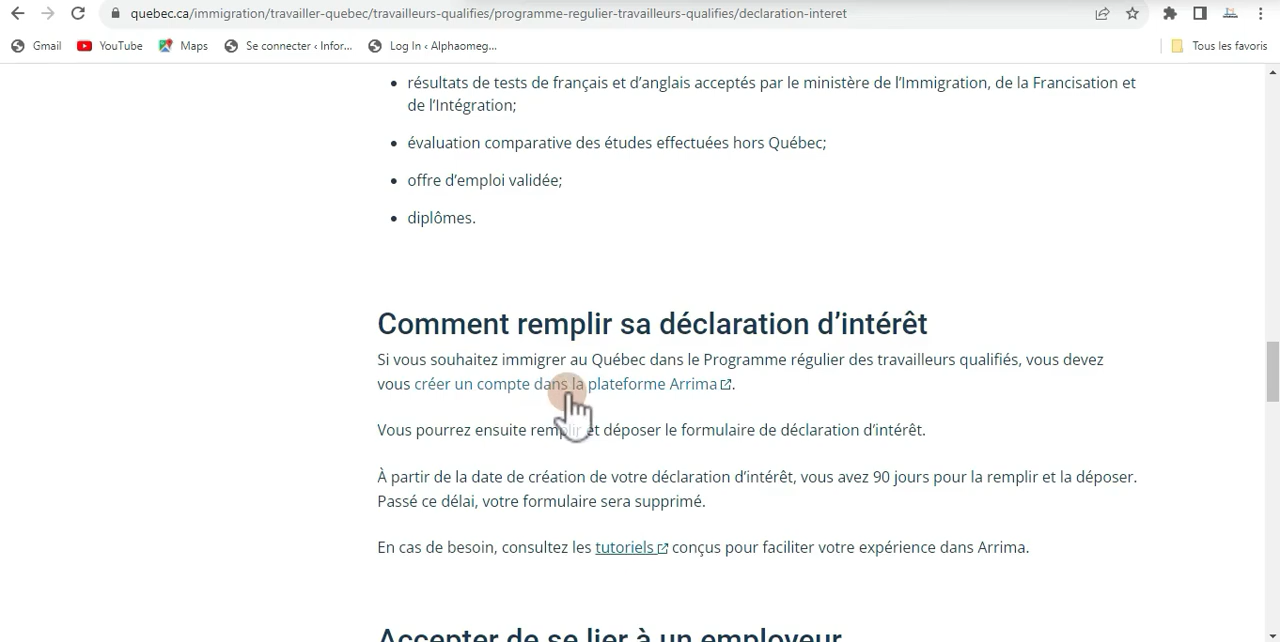 quebec.ca/immigration/travailler-quebec/travailleurs-qualifies/programme-regulier-travailleurs-qualifies/declaration-interet
Gmail YouTube Maps Se connecter ‹ Infor... Log In ‹ Alphaomeg... Tous les favoris
• résultats de tests de français et d’anglais acceptés par le ministère de l’Immigration, de la Francisation et
de l’Intégration;
• évaluation comparative des études effectuées hors Québec;
• offre d’emploi validée;
• diplômes.
Comment remplir sa déclaration d’intérêt
Si vous souhaitez immigrer au Québec dans le Programme régulier des travailleurs qualifiés, vous devez
vous créer un compte dans la plateforme Arrima.
Vous pourrez ensuite remplir et déposer le formulaire de déclaration d’intérêt.
À partir de la date de création de votre déclaration d’intérêt, vous avez 90 jours pour la remplir et la déposer.
Passé ce délai, votre formulaire sera supprimé.
En cas de besoin, consultez les tutoriels conçus pour faciliter votre expérience dans Arrima.
Accepter de se lier à un employeur